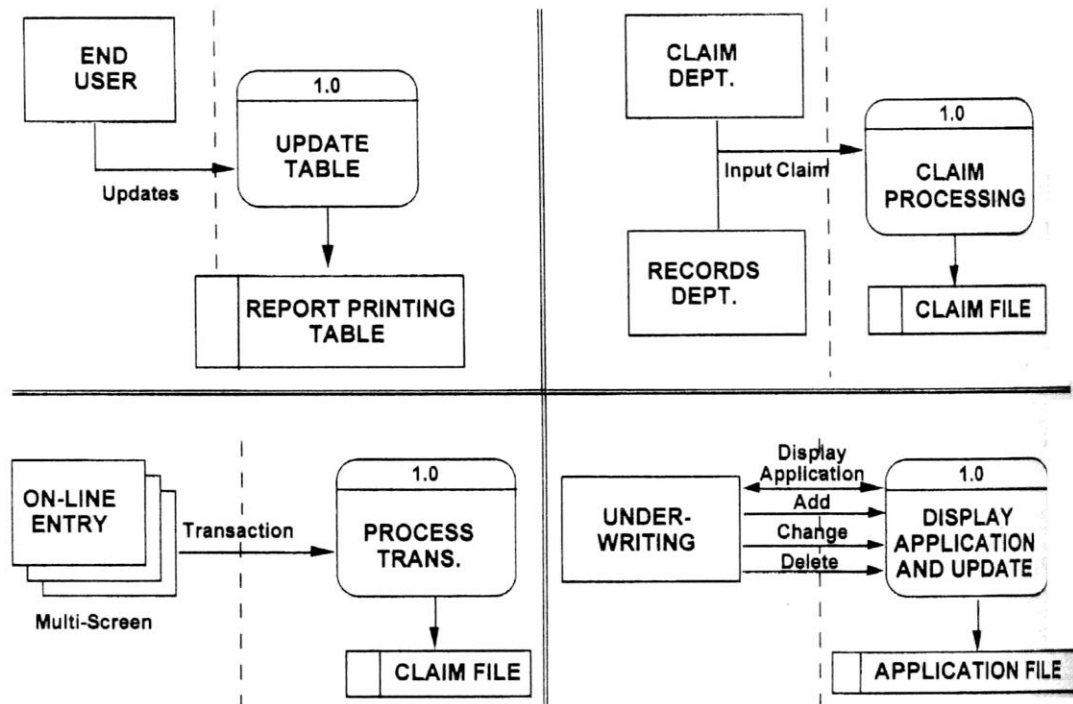 END
USER
1.0
UPDATE
TABLE
Updates
REPORT PRINTING
TABLE
CLAIM
DEPT.
1.0
Input Claim
CLAIM
PROCESSING
RECORDS
DEPT.
CLAIM FILE
ON-LINE
ENTRY
Multi-Screen
Transaction
1.0
PROCESS
TRANS.
CLAIM FILE
UNDER-
WRITING
Display
Application
Add
Change
Delete
1.0
DISPLAY
APPLICATION
AND UPDATE
APPLICATION FILE